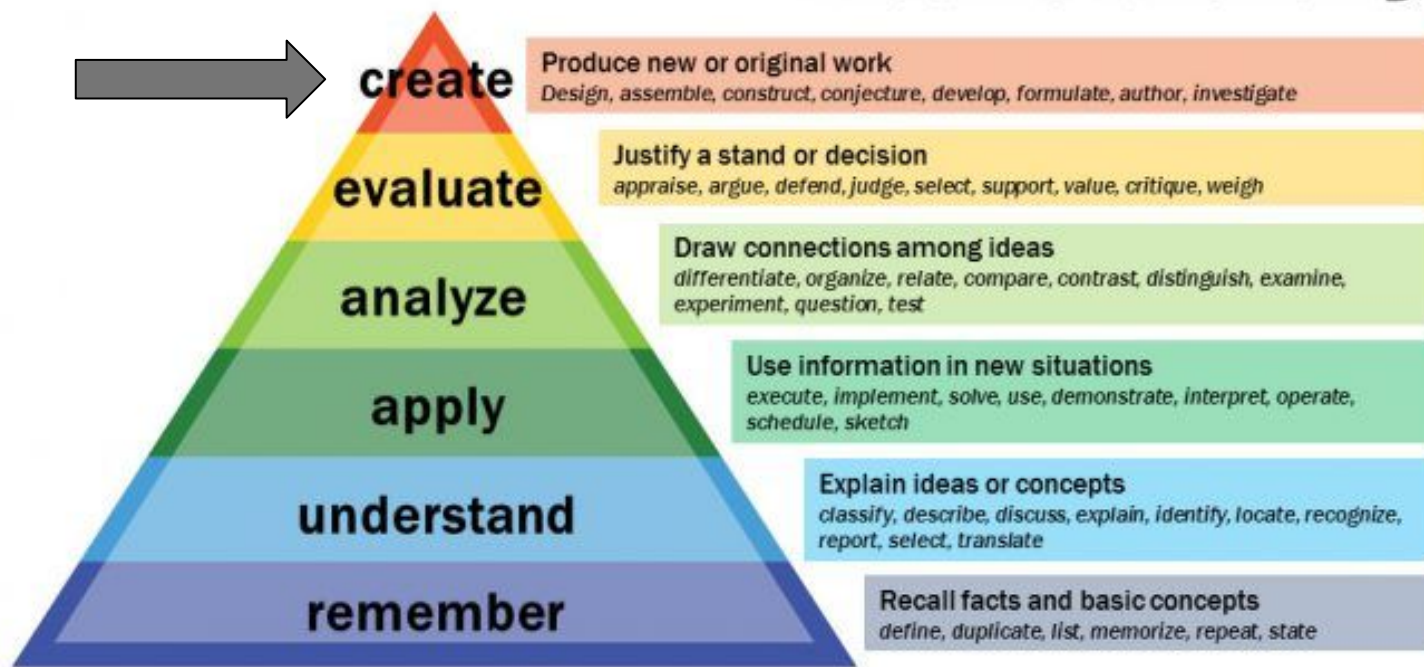 create
Produce new or original work
Design, assemble, construct, conjecture, develop, formulate, author, investigate
evaluate
Justify a stand or decision
appraise, argue, defend, judge, select, support, value, critique, weigh
analyze
Draw connections among ideas
differentiate, organize, relate, compare, contrast, distinguish, examine,
experiment, question, test
apply
Use information in new situations
execute, implement, solve, use, demonstrate, interpret, operate,
schedule, sketch
understand
Explain ideas or concepts
classify, describe, discuss, explain, identify, locate, recognize,
report, select, translate
remember
Recall facts and basic concepts
define, duplicate, list, memorize, repeat, state